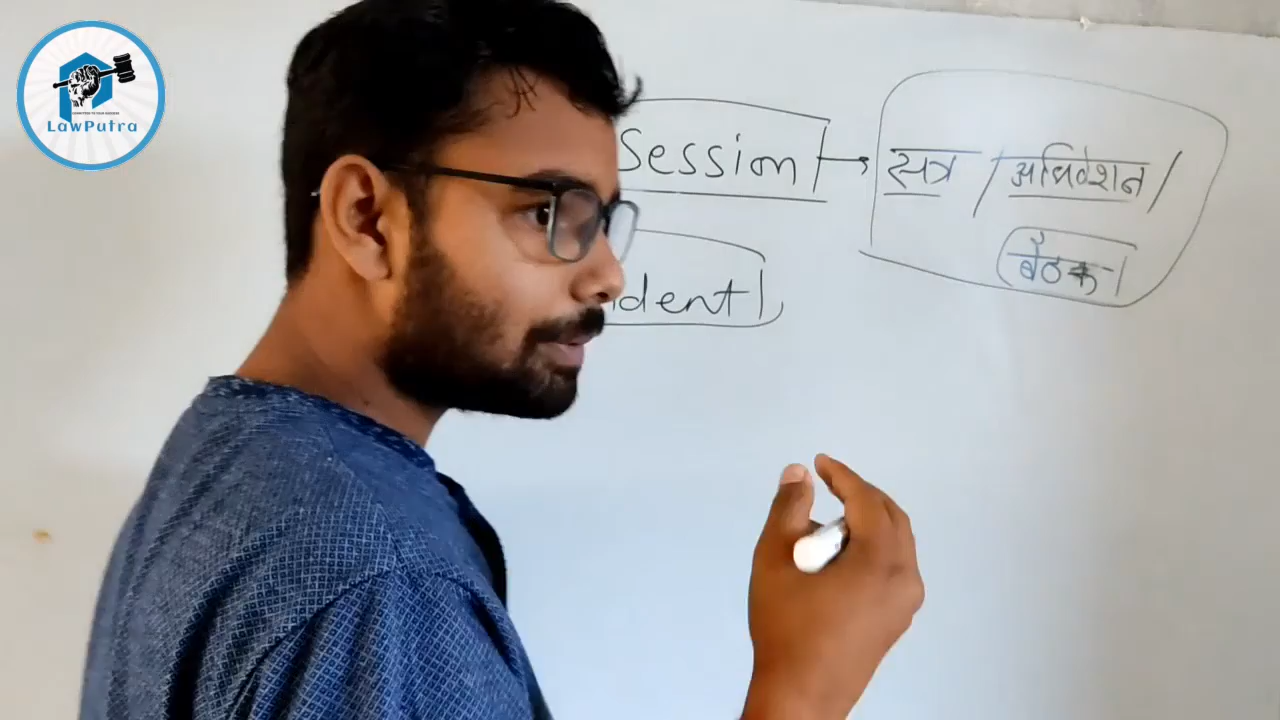 LawPutra
Session → सत्र / अधिवेशन /
बैठक
dent